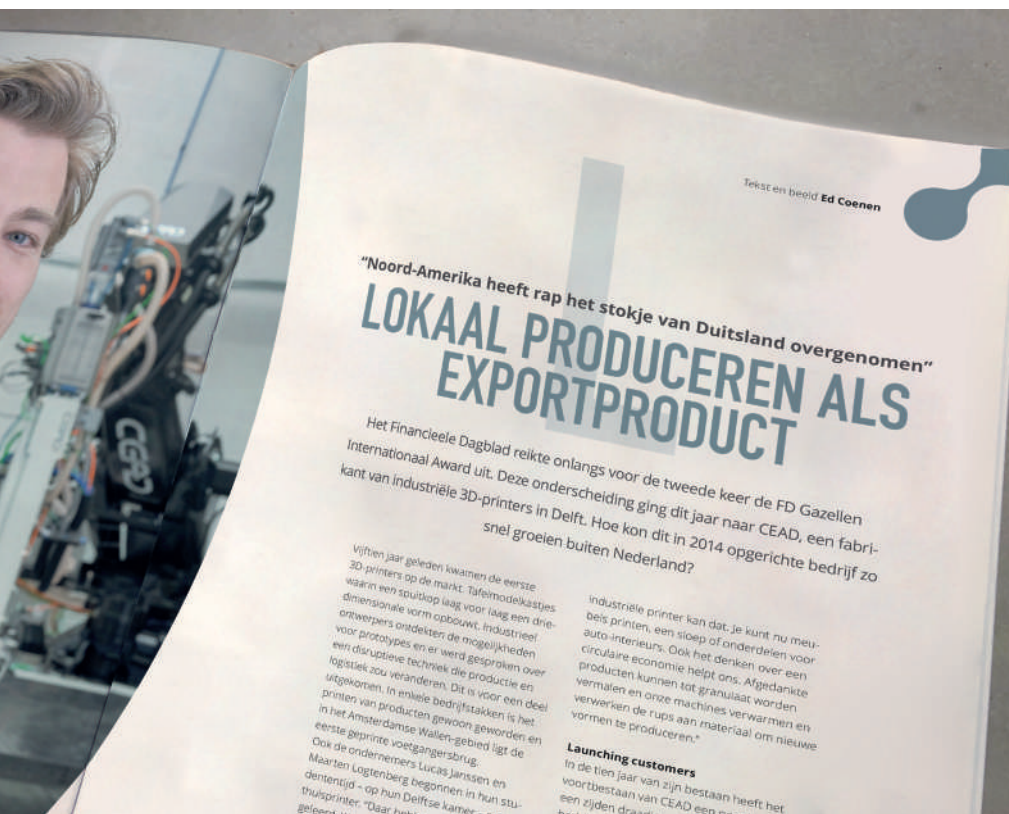 Tekst en beeld Ed Coenen
“Noord-Amerika heeft rap het stokje van Duitsland overgenomen”
LOKAAL PRODUCEREN ALS
EXPORTPRODUCT
Het Financieele Dagblad reikte onlangs voor de tweede keer de FD Gazellen
Internationaal Award uit. Deze onderscheiding ging dit jaar naar CEAD, een fabri-
kant van industriële 3D-printers in Delft. Hoe kon dit in 2014 opgerichte bedrijf zo
snel groeien buiten Nederland?
Vijftien jaar geleden kwamen de eerste
3D-printers op de markt. Tafelmodelkastjes
waarin een spuitkop laag voor laag een drie-
dimensionale vorm opbouwt. Industrieel
ontwerpers ontdekten de mogelijkheden
voor prototypes en er werd gesproken over
een disruptieve techniek die productie en
logistiek zou veranderen. Dit is voor een deel
uitgekomen. In enkele bedrijfstakken is het
printen van producten gewoon geworden en
in het Amsterdamse Wallen-gebied ligt de
eerste geprinte voetgangersbrug.
Ook de ondernemers Lucas Janssen en
Maarten Logtenberg begonnen in hun stu-
dententijd – op hun Delftse kamer
thuisprinter. “Daar
industriële printer kan dat. Je kunt nu meu-
bels printen, een sloep of onderdelen voor
auto-interieurs. Ook het denken over een
circulaire economie helpt ons. Afgedankte
producten kunnen tot granulaat worden
vermalen en onze machines verwarmen en
verwerken de rups aan materiaal om nieuwe
vormen te produceren.”
Launching customers
In de tien jaar van zijn bestaan heeft het
voortbestaan van CEAD een
een zijden
CEAD